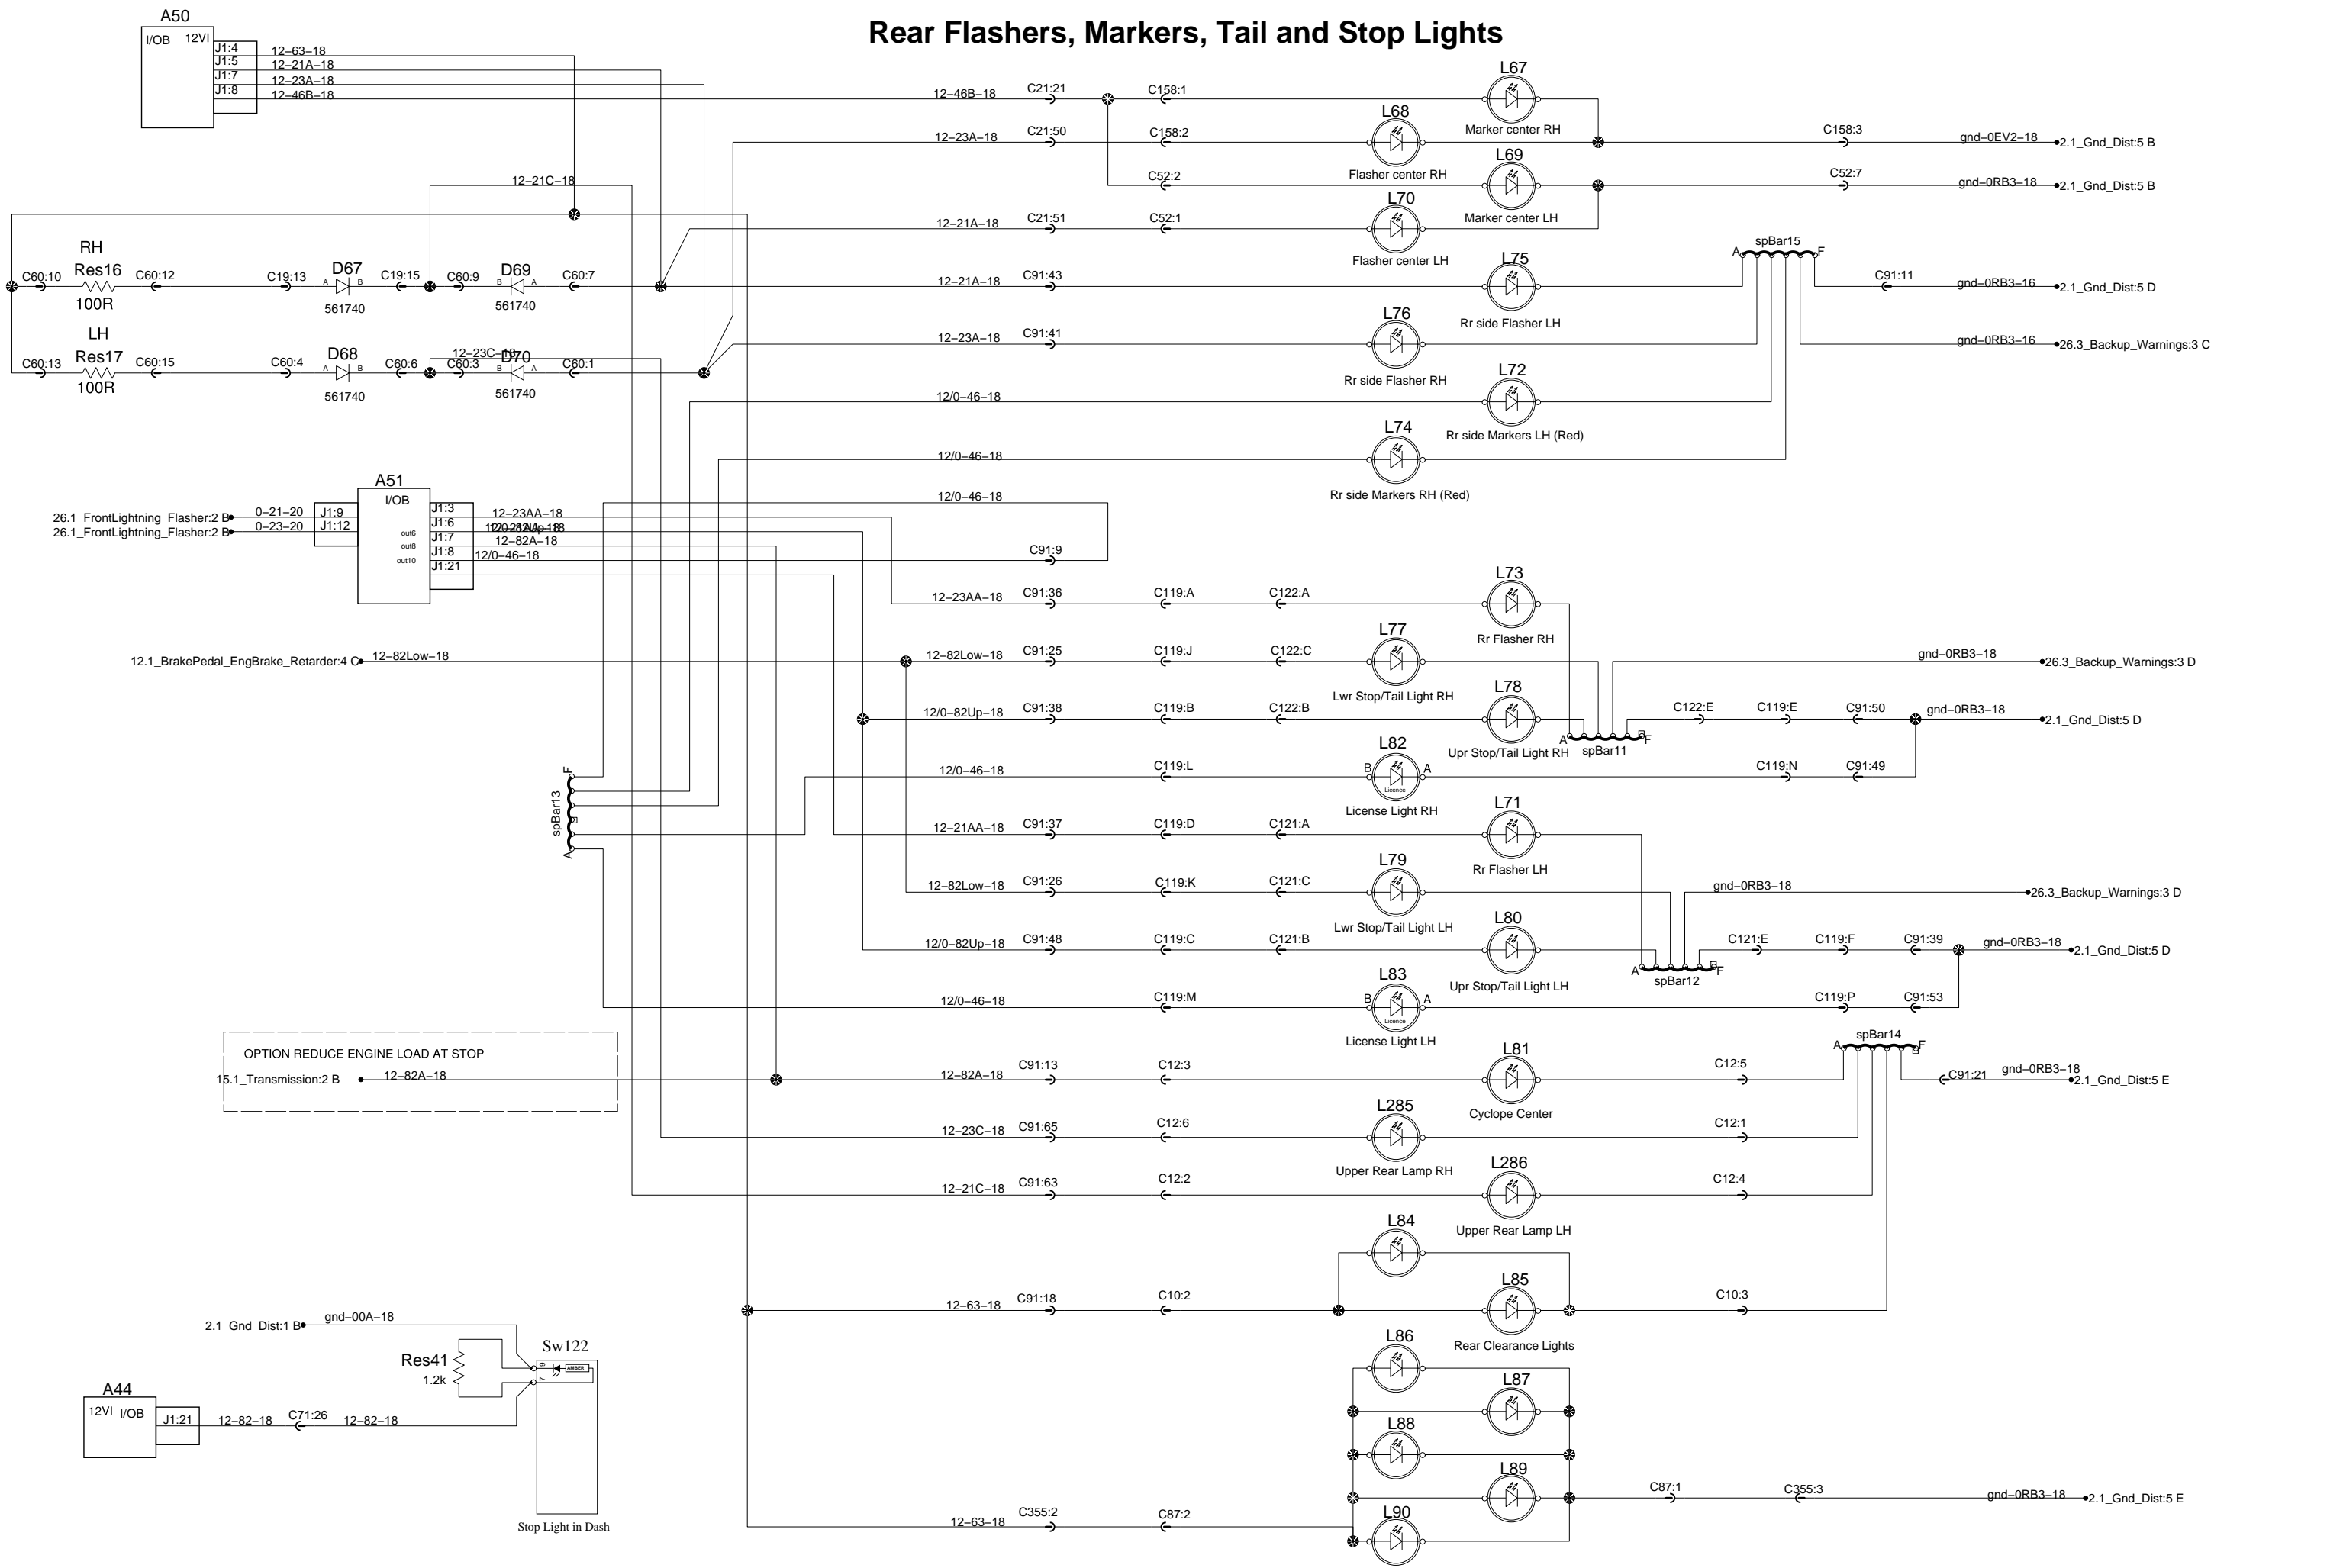 Rear Flashers, Markers, Tail and Stop Lights
A50
I/OB 12VI
J1:4 12-63-18
J1:5 12-21A-18
J1:7 12-23A-18
J1:8 12-46B-18
12-46B-18 C21:21 C158:1 L67
Marker center RH
12-23A-18 C21:50 C158:2 L68 C158:3 gnd-0EV2-18 2.1_Gnd_Dist:5 B
Flasher center RH
12-21C-18 C52:2 L69 C52:7 gnd-0RB3-18 2.1_Gnd_Dist:5 B
Marker center LH
12-21A-18 C21:51 C52:1 L70
Flasher center LH
spBar15
A F
RH
Res16
100R
C60:10 C60:12 C19:13 D67 A B C19:15 C60:9 D69 B A C60:7
561740 561740
12-21A-18 C91:43 L75 C91:11 gnd-0RB3-16 2.1_Gnd_Dist:5 D
Rr side Flasher LH
12-23A-18 C91:41 L76 gnd-0RB3-16 26.3_Backup_Warnings:3 C
Rr side Flasher RH
LH
Res17
100R
12-23C-18
C60:13 C60:15 C60:4 D68 A B C60:6 C60:3 D70 B A C60:1
561740 561740
12/0-46-18 L72
Rr side Markers LH (Red)
12/0-46-18 L74
Rr side Markers RH (Red)
A51
I/OB
26.1_FrontLightning_Flasher:2 B 0-21-20 J1:9
26.1_FrontLightning_Flasher:2 B 0-23-20 J1:12
J1:3 12-23AA-18
out6 J1:6
out8 J1:7 12-82A-18
out10 J1:8 12/0-46-18
J1:21
12/0-46-18
C91:9
12-23AA-18 C91:36 C119:A C122:A L73
Rr Flasher RH
12.1_BrakePedal_EngBrake_Retarder:4 C 12-82Low-18
12-82Low-18 C91:25 C119:J C122:C L77 gnd-0RB3-18 26.3_Backup_Warnings:3 D
Lwr Stop/Tail Light RH
12/0-82Up-18 C91:38 C119:B C122:B L78 C122:E C119:E C91:50 gnd-0RB3-18 2.1_Gnd_Dist:5 D
Upr Stop/Tail Light RH
A spBar11 F
12/0-46-18 C119:L L82 B A Licence C119:N C91:49
License Light RH
F
spBar13
A
12-21AA-18 C91:37 C119:D C121:A L71
Rr Flasher LH
12-82Low-18 C91:26 C119:K C121:C L79 gnd-0RB3-18 26.3_Backup_Warnings:3 D
Lwr Stop/Tail Light LH
12/0-82Up-18 C91:48 C119:C C121:B L80 C121:E C119:F C91:39 gnd-0RB3-18 2.1_Gnd_Dist:5 D
Upr Stop/Tail Light LH
A spBar12 F
12/0-46-18 C119:M L83 B A Licence C119:P C91:53
License Light LH
spBar14
A F
OPTION REDUCE ENGINE LOAD AT STOP
15.1_Transmission:2 B 12-82A-18
12-82A-18 C91:13 C12:3 L81 C12:5 C91:21 gnd-0RB3-18 2.1_Gnd_Dist:5 E
Cyclope Center
12-23C-18 C91:65 C12:6 L285 C12:1
Upper Rear Lamp RH
12-21C-18 C91:63 C12:2 L286 C12:4
Upper Rear Lamp LH
L84
12-63-18 C91:18 C10:2 L85 C10:3
Rear Clearance Lights
2.1_Gnd_Dist:1 B gnd-00A-18
Res41
1.2k
Sw122
9
AMBER
7
A44
12VI I/OB
J1:21 12-82-18 C71:26 12-82-18
Stop Light in Dash
L86
L87
L88
L89 C87:1 C355:3 gnd-0RB3-18 2.1_Gnd_Dist:5 E
12-63-18 C355:2 C87:2 L90